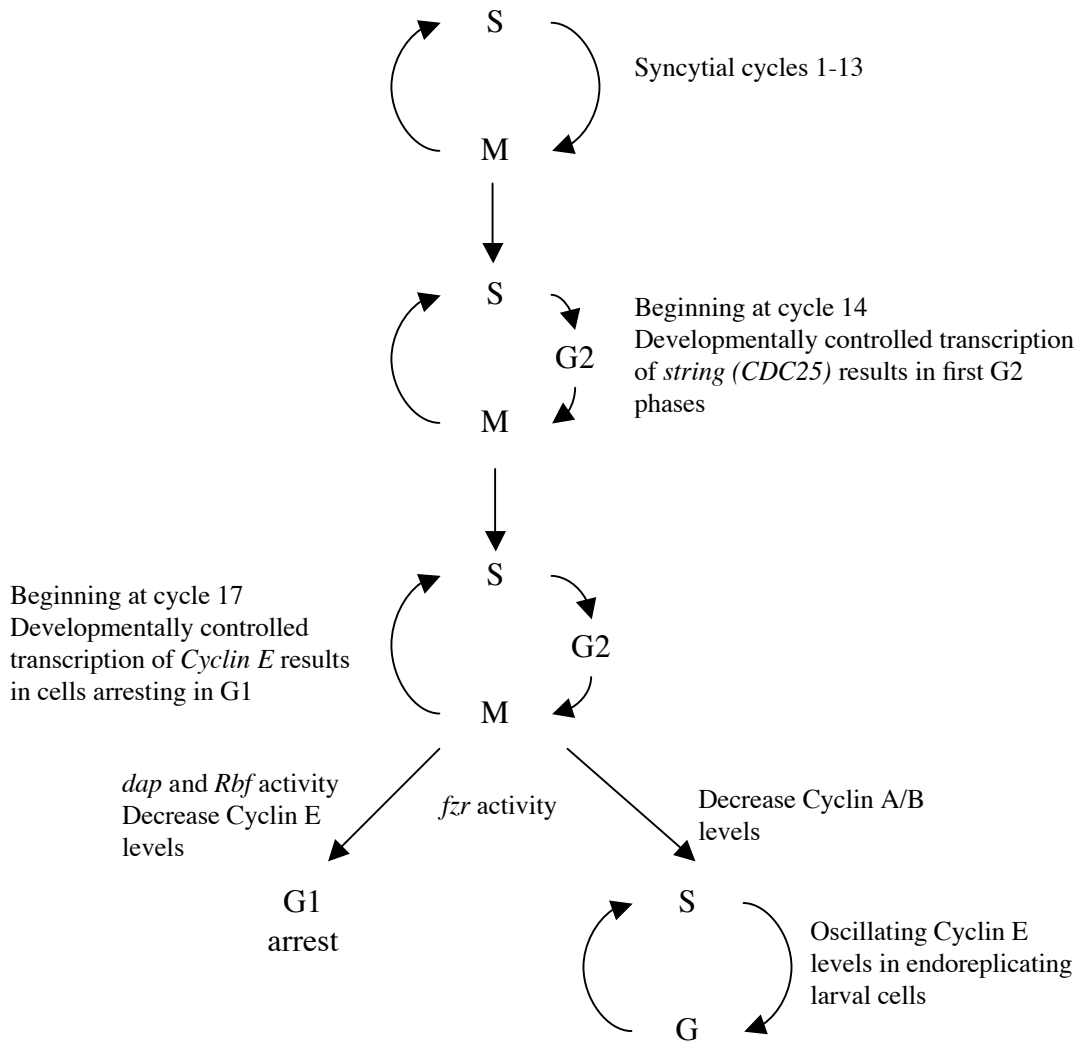 S
Syncytial cycles 1-13
M
S
Beginning at cycle 14
Developmentally controlled transcription
of string (CDC25) results in first G2
phases
G2
M
S
Beginning at cycle 17
Developmentally controlled
transcription of Cyclin E results
in cells arresting in G1
G2
M
dap and Rbf activity
Decrease Cyclin E
levels
fzr activity
Decrease Cyclin A/B
levels
G1
arrest
S
Oscillating Cyclin E
levels in endoreplicating
larval cells
G